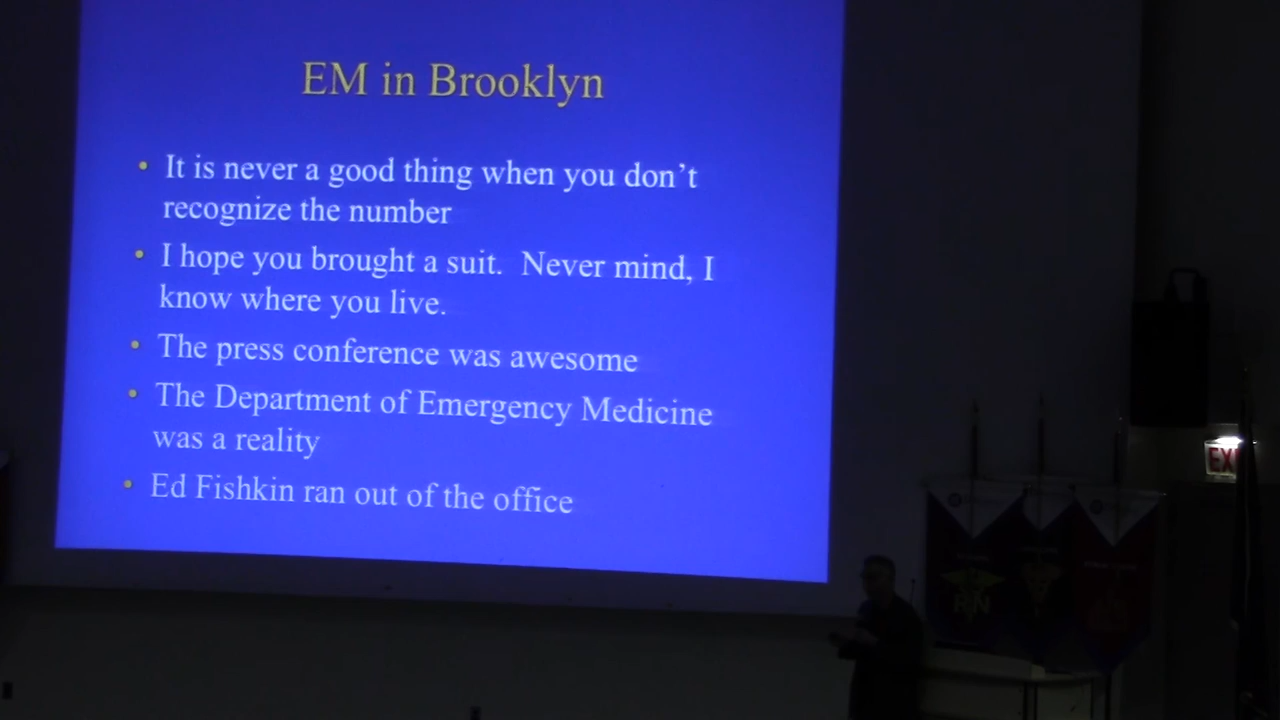 EM in Brooklyn
• It is never a good thing when you don’t
recognize the number
• I hope you brought a suit.  Never mind, I
know where you live.
• The press conference was awesome
• The Department of Emergency Medicine
was a reality
• Ed Fishkin ran out of the office
RN